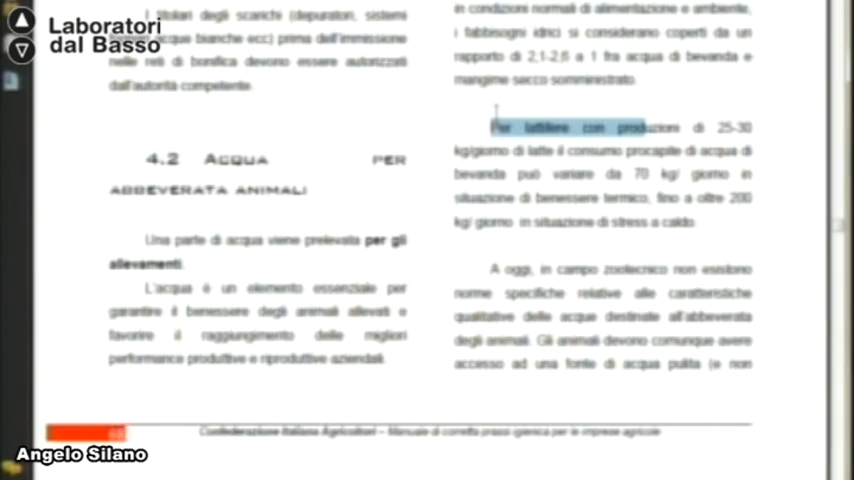 Laboratori
dal Basso
I titolari degli scarichi (depuratori, sistemi
acque bianche ecc) prima dell'immissione
nelle reti di bonifica devono essere autorizzati
dall'autorità competente.
4.2 ACQUA PER
ABBEVERATA ANIMALI
Una parte di acqua viene prelevata per gli
allevamenti.
L'acqua è un elemento essenziale per
garantire il benessere degli animali allevati e
favorire il raggiungimento delle migliori
performance produttive e riproduttive aziendali.
in condizioni normali di alimentazione e ambiente,
i fabbisogni idrici si considerano coperti da un
rapporto di 2,1-2,6 a 1 fra acqua di bevanda e
mangime secco somministrato.
Per lattifere con produzioni di 25-30
kg/giorno di latte il consumo procapite di acqua di
bevanda può variare da 70 kg/ giorno in
situazione di benessere termico, fino a oltre 200
kg/ giorno in situazione di stress a caldo.
A oggi, in campo zootecnico non esistono
norme specifiche relative alle caratteristiche
qualitative delle acque destinate all'abbeverata
degli animali. Gli animali devono comunque avere
accesso ad una fonte di acqua pulita (e non
Confederazione Italiana Agricoltori – Manuale di corretta prassi igienica per le imprese agricole
Angelo Silano